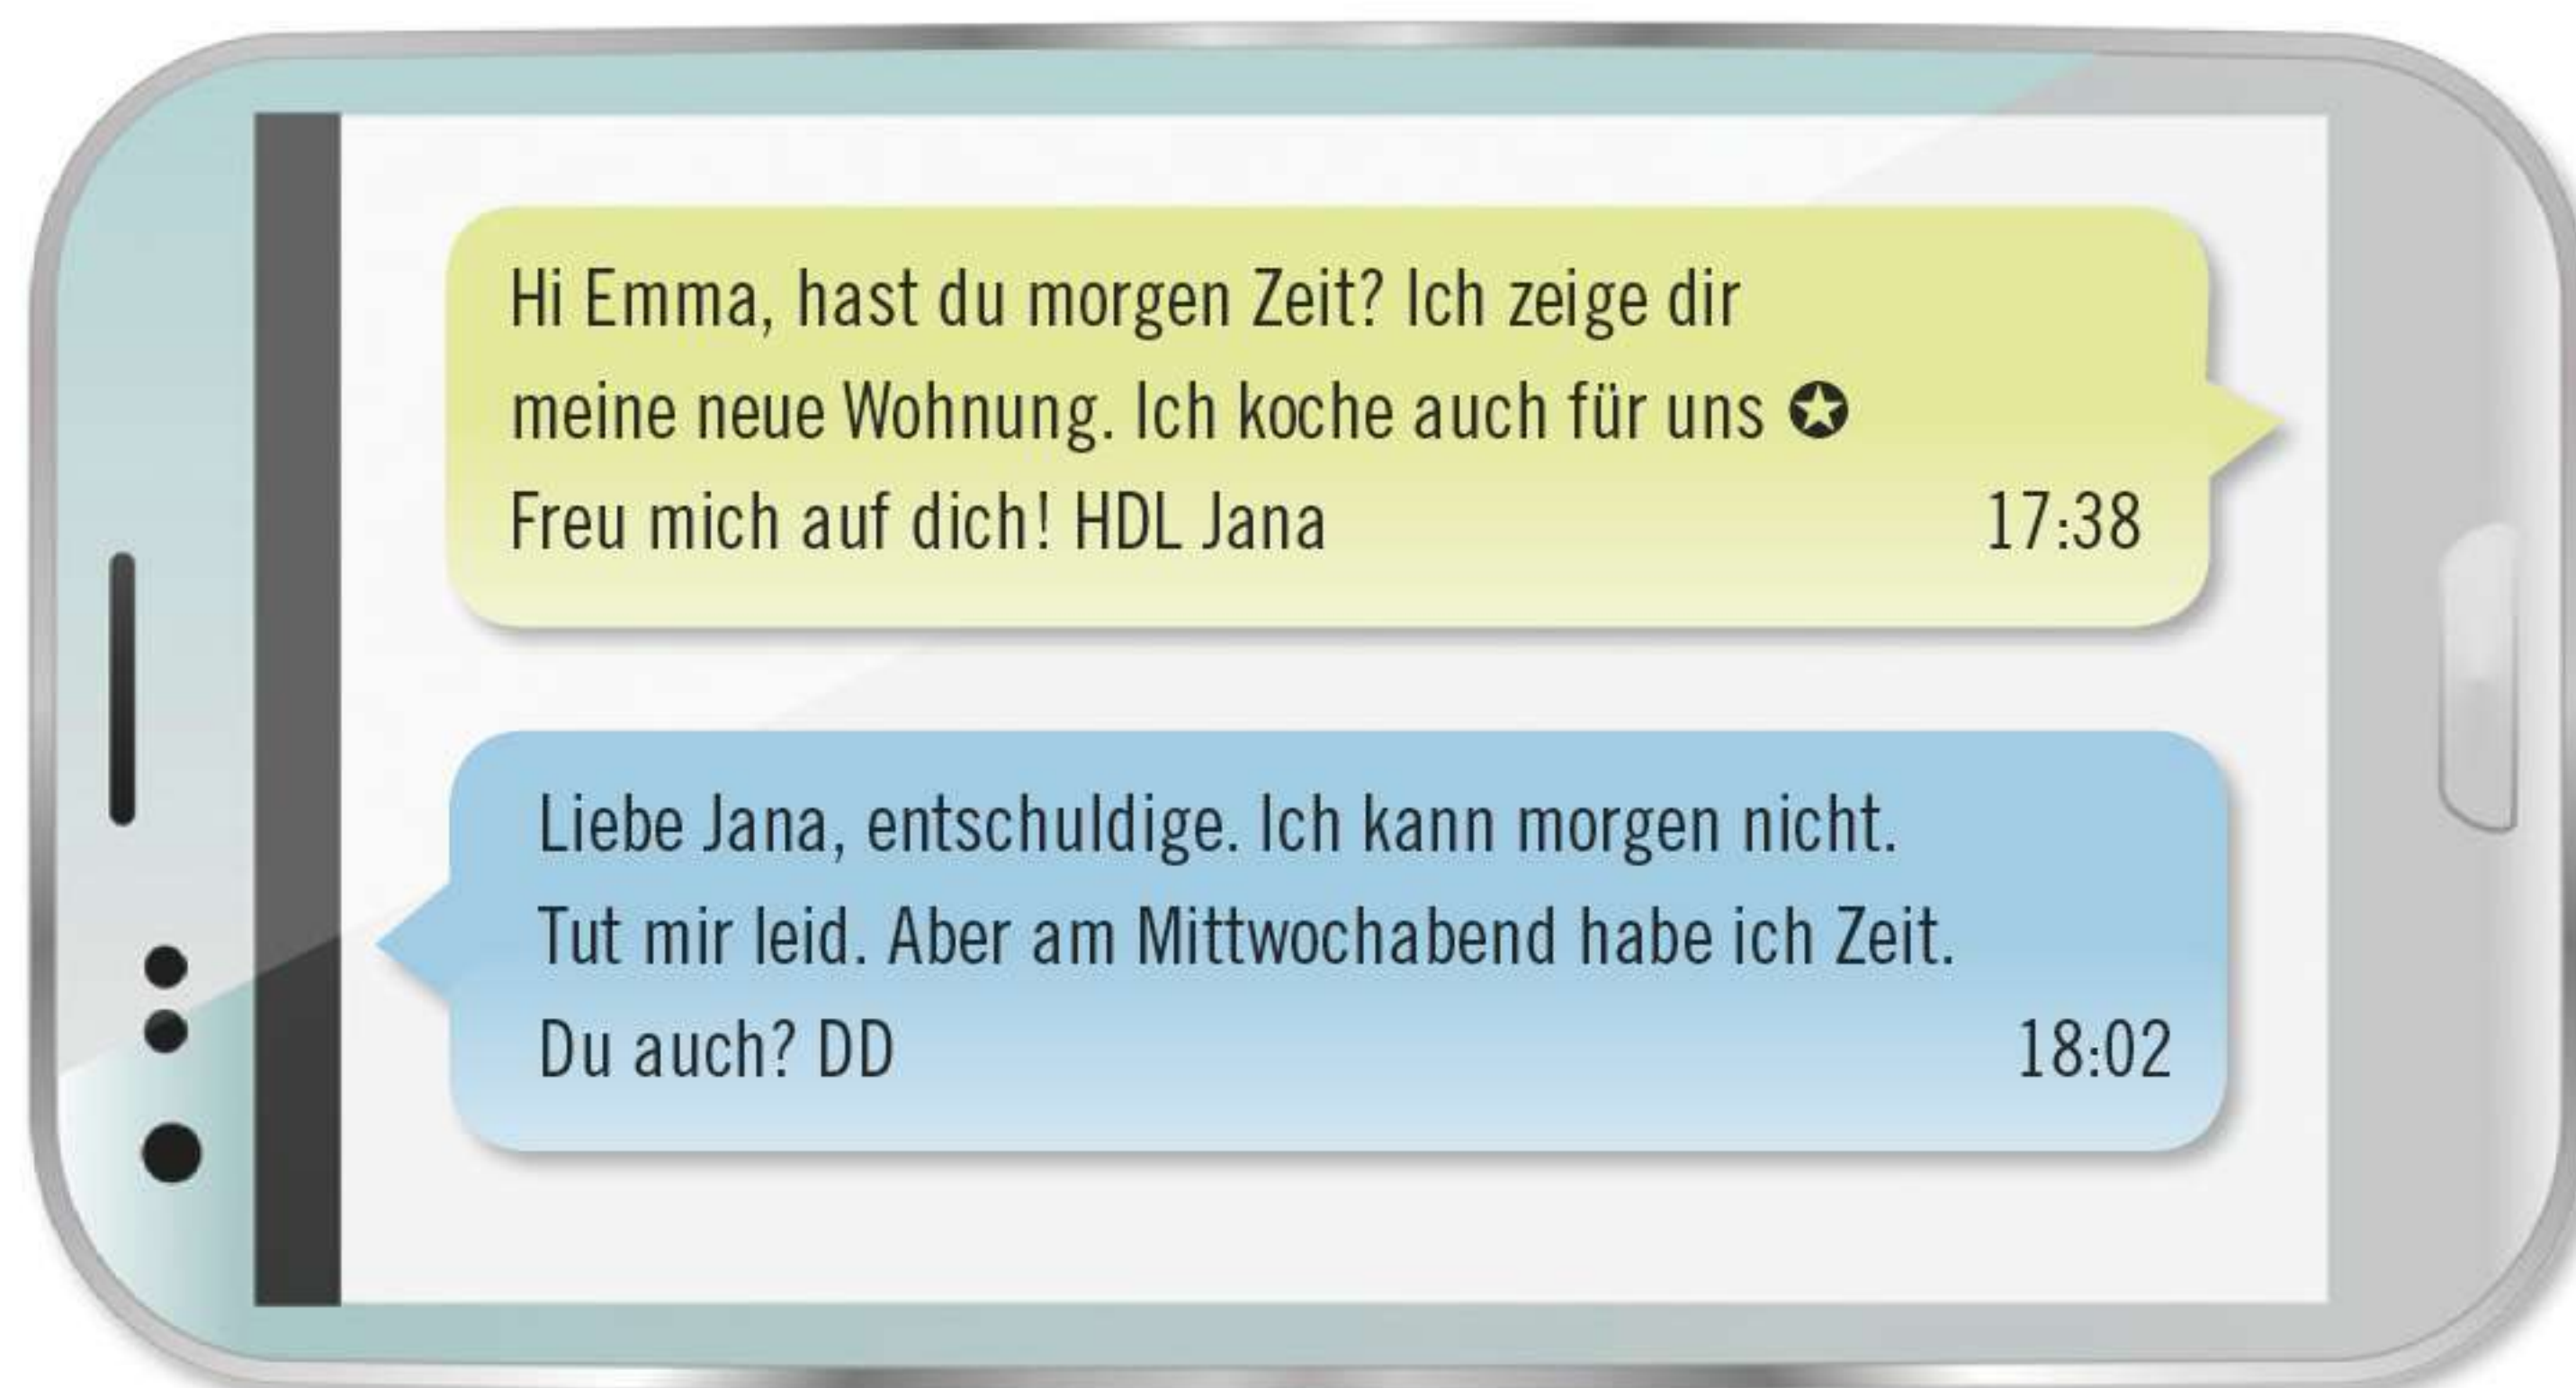 Hi Emma, hast du morgen Zeit? Ich zeige dir
meine neue Wohnung. Ich koche auch für uns ✪
Freu mich auf dich! HDL Jana 17:38
Liebe Jana, entschuldige. Ich kann morgen nicht.
Tut mir leid. Aber am Mittwochabend habe ich Zeit.
Du auch? DD 18:02